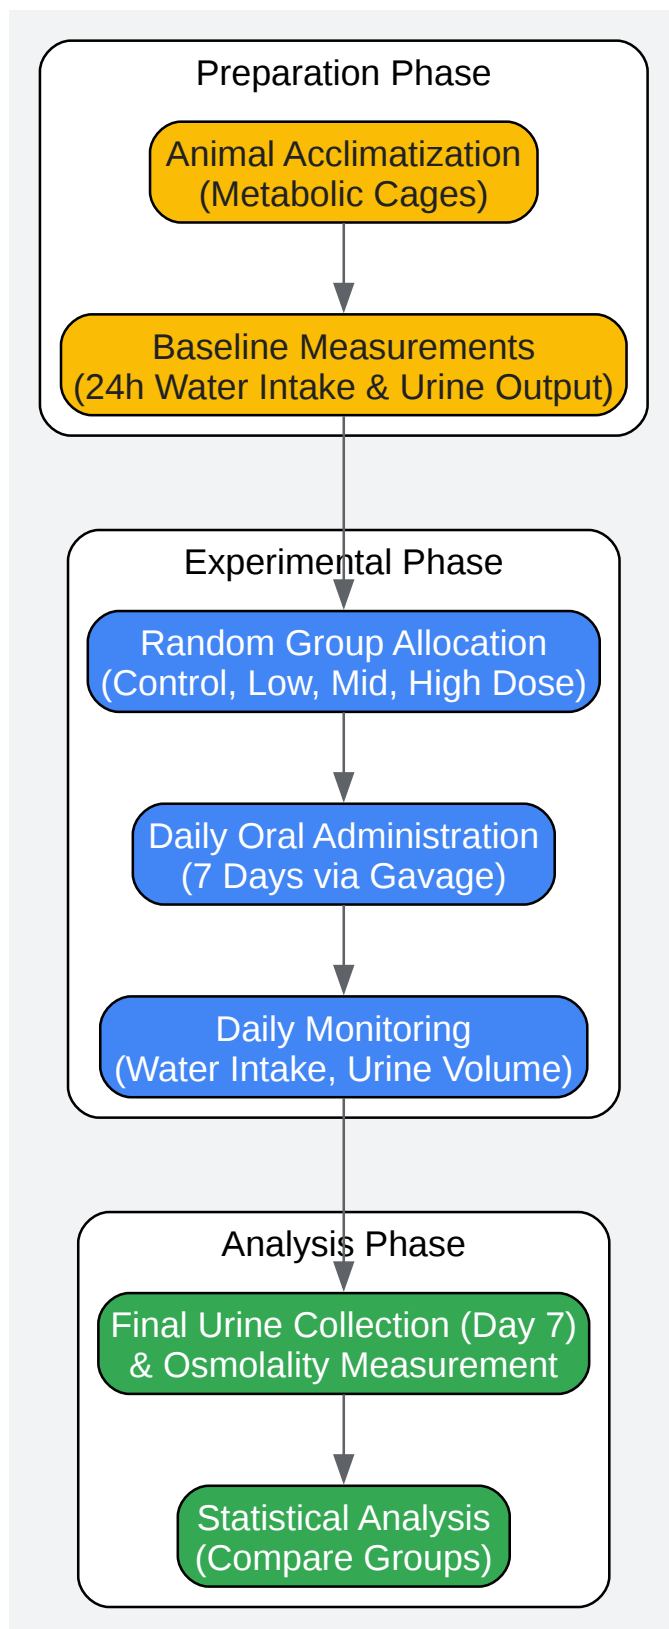 Preparation Phase
Animal Acclimatization
(Metabolic Cages)
Baseline Measurements
(24h Water Intake & Urine Output)
Experimental Phase
Random Group Allocation
(Control, Low, Mid, High Dose)
Daily Oral Administration
(7 Days via Gavage)
Daily Monitoring
(Water Intake, Urine Volume)
Analysis Phase
Final Urine Collection (Day 7)
& Osmolality Measurement
Statistical Analysis
(Compare Groups)